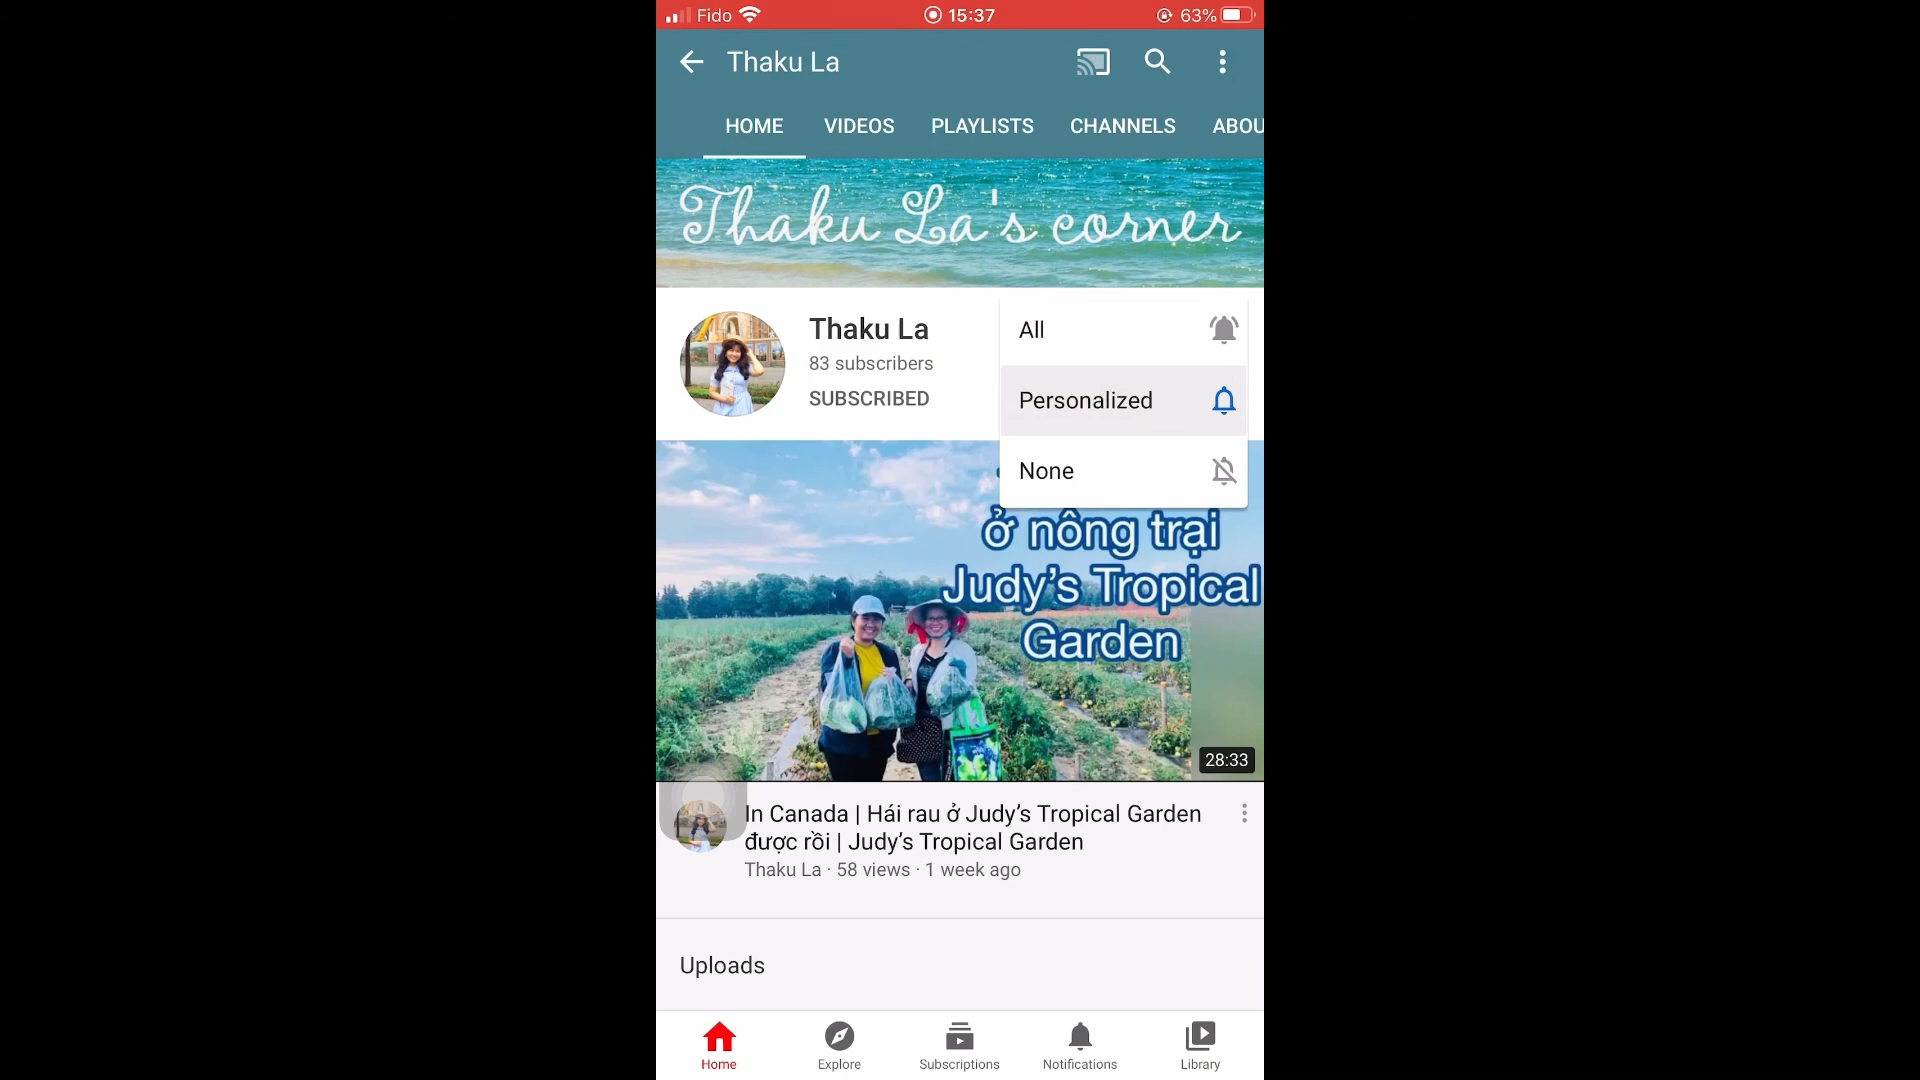 Fido 15:37 63%
Thaku La
HOME VIDEOS PLAYLISTS CHANNELS ABOU
Thaku La's corner
Thaku La
83 subscribers
SUBSCRIBED
All
Personalized
None
ở nông trại
Judy's Tropical
Garden
28:33
In Canada | Hái rau ở Judy's Tropical Garden
được rồi | Judy's Tropical Garden
Thaku La · 58 views · 1 week ago
Uploads
Home Explore Subscriptions Notifications Library